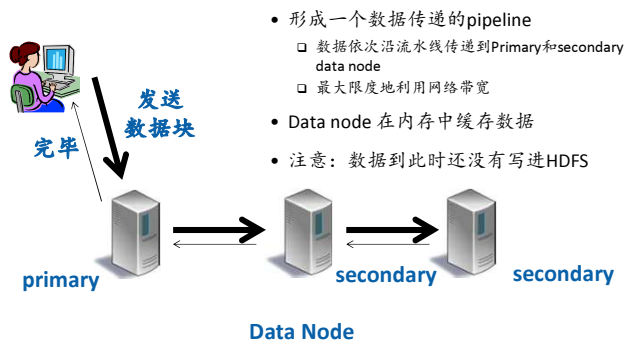 • 形成一个数据传递的pipeline
□ 数据依次沿流水线传递到Primary和secondary
data node
□ 最大限度地利用网络带宽
• Data node 在内存中缓存数据
• 注意：数据到此时还没有写进HDFS
发送
数据块
完毕
primary
secondary
secondary
Data Node